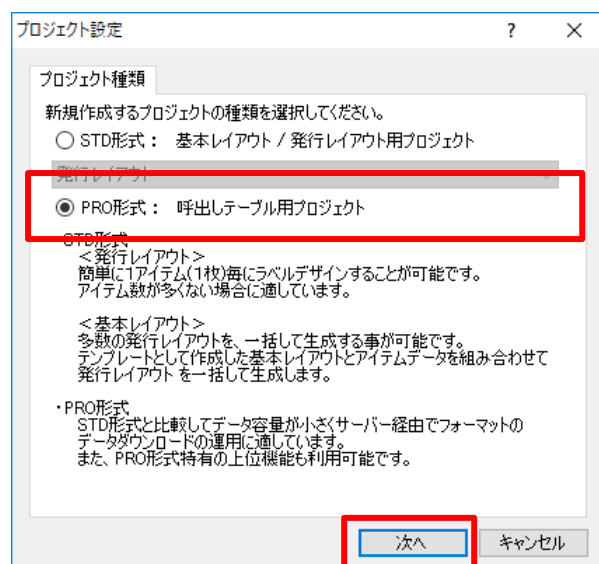 プロジェクト設定
?
×
プロジェクト種類
新規作成するプロジェクトの種類を選択してください。
STD形式： 基本レイアウト / 発行レイアウト用プロジェクト
発行レイアウト
PRO形式： 呼出しテーブル用プロジェクト
・STD形式
＜発行レイアウト＞
簡単に1アイテム(1枚)毎にラベルデザインすることが可能です。
アイテム数が多くない場合に適しています。
＜基本レイアウト＞
多数の発行レイアウトを、一括して生成する事が可能です。
テンプレートとして作成した基本レイアウトとアイテムデータを組み合わせて
発行レイアウト を一括して生成します。
・PRO形式
STD形式と比較してデータ容量が小さくサーバー経由でフォーマットの
データダウンロードの運用に適しています。
また、PRO形式特有の上位機能も利用可能です。
次へ
キャンセル